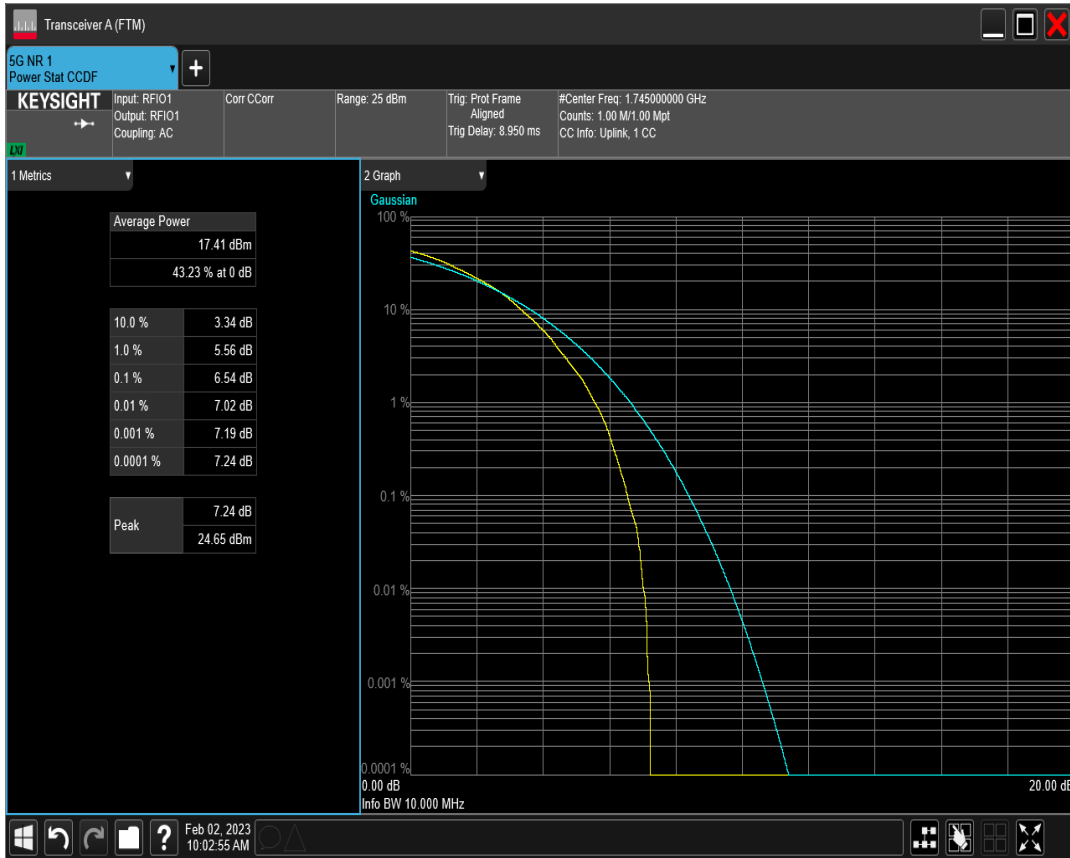 Transceiver A (FTM)
5G NR 1
Power Stat CCDF
+
KEYSIGHT
LXI
Input: RFIO1
Output: RFIO1
Coupling: AC
Corr CCorr
Range: 25 dBm
Trig: Prot Frame
Aligned
Trig Delay: 8.950 ms
#Center Freq: 1.745000000 GHz
Counts: 1.00 M/1.00 Mpt
CC Info: Uplink, 1 CC
1 Metrics
Average Power
17.41 dBm
43.23 % at 0 dB
10.0 % 3.34 dB
1.0 % 5.56 dB
0.1 % 6.54 dB
0.01 % 7.02 dB
0.001 % 7.19 dB
0.0001 % 7.24 dB
Peak
7.24 dB
24.65 dBm
2 Graph
Gaussian
100 %
10 %
1 %
0.1 %
0.01 %
0.001 %
0.0001 %
0.00 dB 20.00 dB
Info BW 10.000 MHz
?
Feb 02, 2023
10:02:55 AM